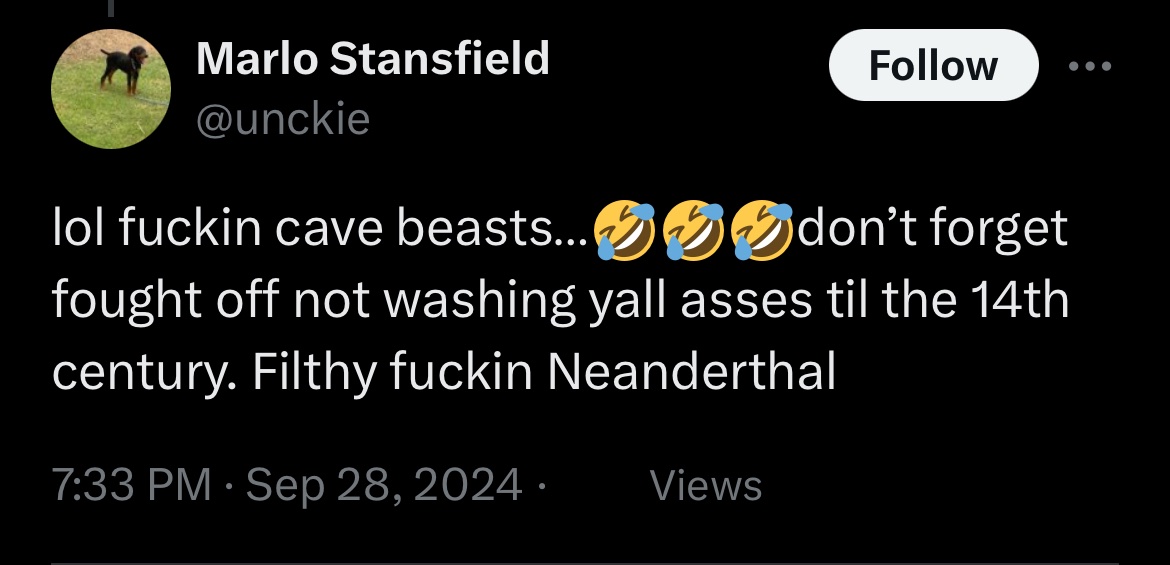 Marlo Stansfield
@unckie
Follow
lol fuckin cave beasts...🤣🤣🤣don’t forget
fought off not washing yall asses til the 14th
century. Filthy fuckin Neanderthal
7:33 PM · Sep 28, 2024 · Views